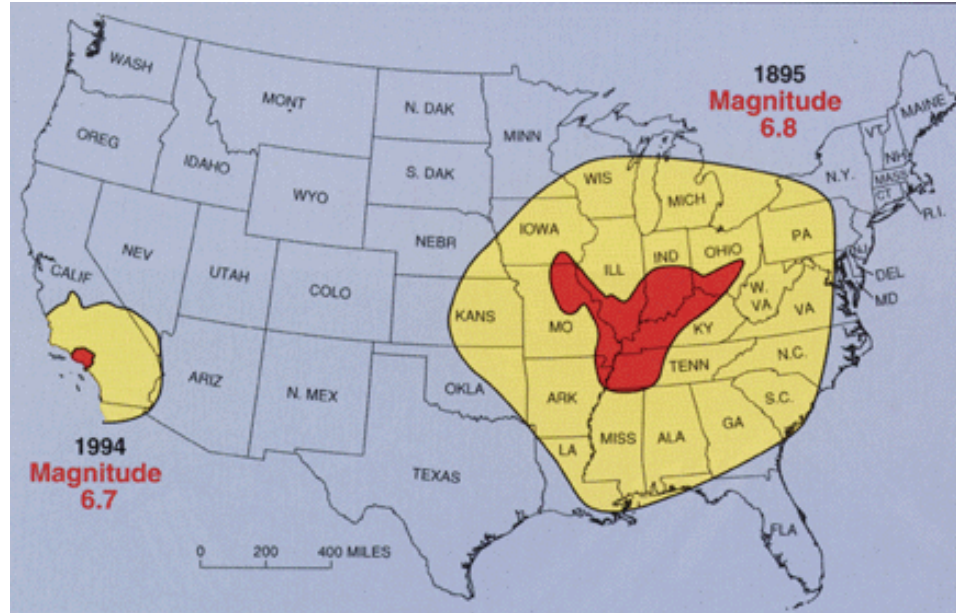 WASH
MONT
N. DAK
MINN
1895
Magnitude
6.8
MAINE
VT.
NH
MASS
CT.
R.I.
N.Y.
OREG
IDAHO
S. DAK
WYO
WIS
MICH
NEBR
IOWA
PA
NEV
UTAH
COLO
CALIF
ILL
IND
OHIO
NJ
DEL
MD
W.
VA
VA
KANS
MO
KY
ARIZ
N. MEX
OKLA
ARK
TENN
N.C.
S.C.
MISS
ALA
GA
LA
TEXAS
FLA
1994
Magnitude
6.7
0 200 400 MILES